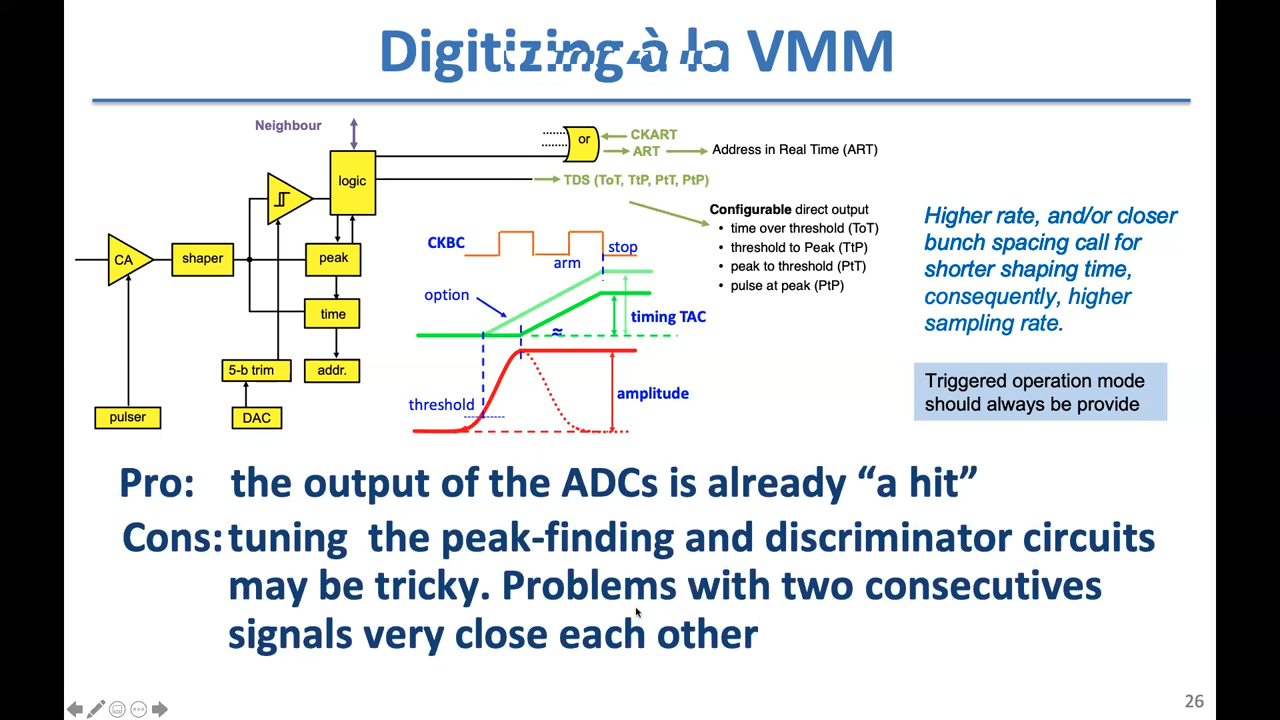 Digitizing à la VMM
Neighbour
or
CKART
ART
Address in Real Time (ART)
logic
TDS (ToT, TtP, PtT, PtP)
Configurable direct output
• time over threshold (ToT)
• threshold to Peak (TtP)
• peak to threshold (PtT)
• pulse at peak (PtP)
CA
shaper
peak
time
5-b trim
addr.
pulser
DAC
CKBC
stop
arm
option
timing TAC
≈
threshold
amplitude
Higher rate, and/or closer
bunch spacing call for
shorter shaping time,
consequently, higher
sampling rate.
Triggered operation mode
should always be provide
Pro: the output of the ADCs is already “a hit”
Cons: tuning the peak-finding and discriminator circuits
may be tricky. Problems with two consecutives
signals very close each other
26